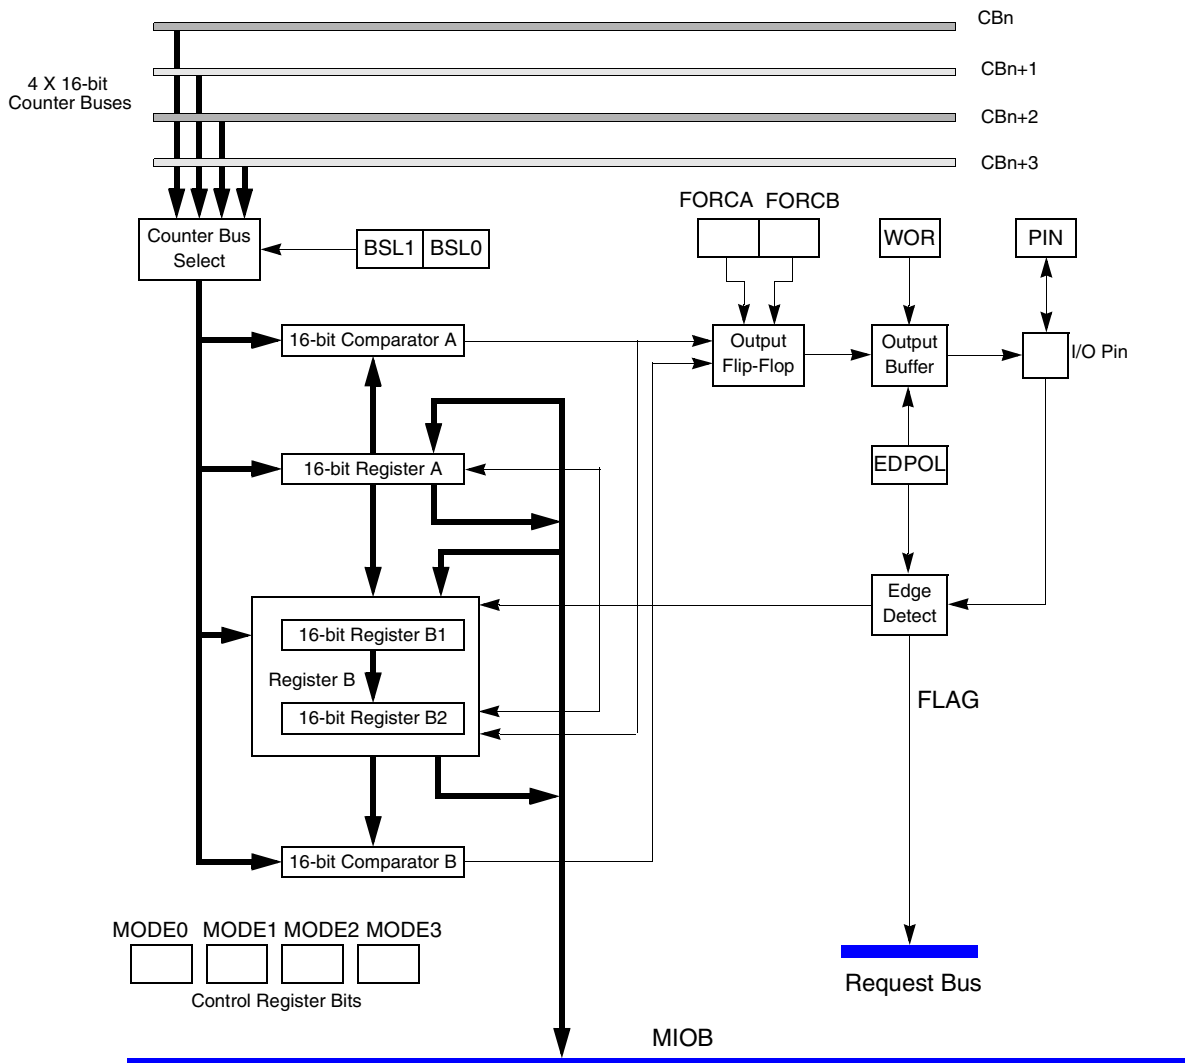 CBn
CBn+1
4 X 16-bit
Counter Buses
CBn+2
CBn+3
FORCA FORCB
Counter Bus
Select
BSL1 BSL0
WOR
PIN
16-bit Comparator A
Output
Flip-Flop
Output
Buffer
I/O Pin
16-bit Register A
EDPOL
Edge
Detect
16-bit Register B1
Register B
16-bit Register B2
FLAG
16-bit Comparator B
MODE0 MODE1 MODE2 MODE3
Control Register Bits
Request Bus
MIOB